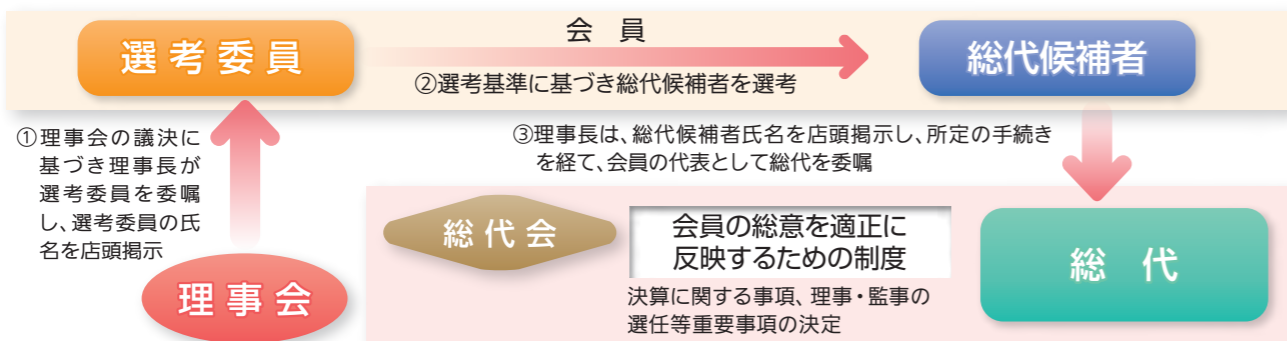 選考委員
会員
②選考基準に基づき総代候補者を選考
総代候補者
①理事会の議決に
基づき理事長が
選考委員を委嘱
し、選考委員の氏
名を店頭掲示
理事会
③理事長は、総代候補者氏名を店頭掲示し、所定の手続き
を経て、会員の代表として総代を委嘱
総代会
会員の総意を適正に
反映するための制度
決算に関する事項、理事・監事の
選任等重要事項の決定
総代